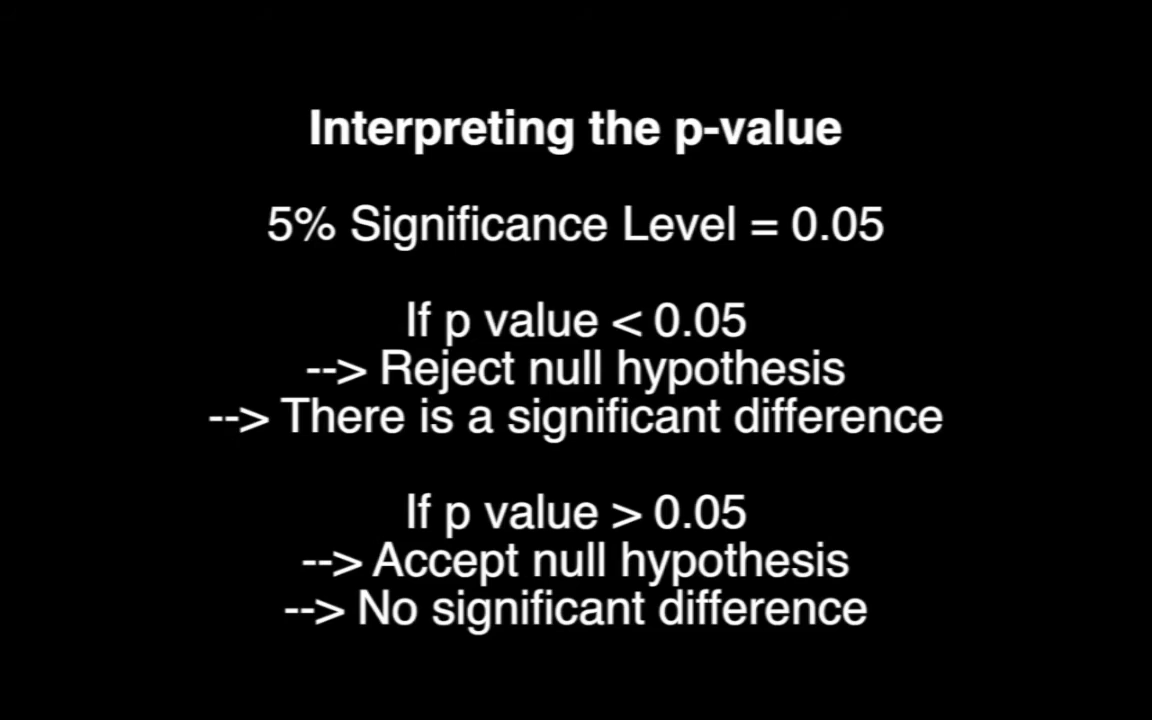 Interpreting the p-value
5% Significance Level = 0.05
If p value < 0.05
--> Reject null hypothesis
--> There is a significant difference
If p value > 0.05
--> Accept null hypothesis
--> No significant difference